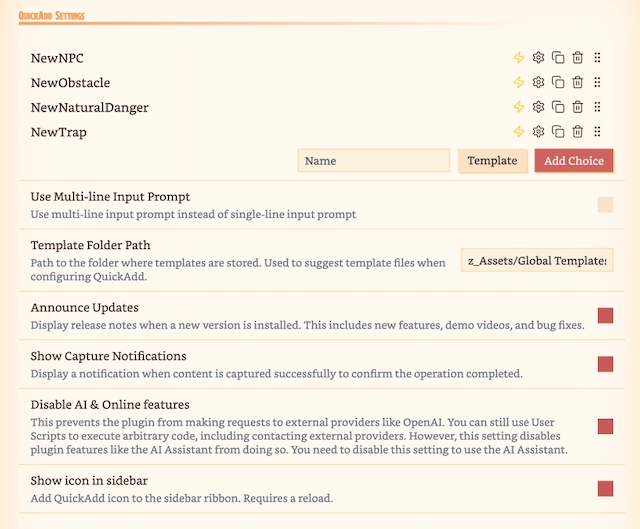 QuickAdd Settings
NewNPC
NewObstacle
NewNaturalDanger
NewTrap
Name Template Add Choice
Use Multi-line Input Prompt
Use multi-line input prompt instead of single-line input prompt
Template Folder Path
Path to the folder where templates are stored. Used to suggest template files when
configuring QuickAdd.
z_Assets/Global Templates
Announce Updates
Display release notes when a new version is installed. This includes new features, demo videos, and bug fixes.
Show Capture Notifications
Display a notification when content is captured successfully to confirm the operation completed.
Disable AI & Online features
This prevents the plugin from making requests to external providers like OpenAI. You can still use User
Scripts to execute arbitrary code, including contacting external providers. However, this setting disables
plugin features like the AI Assistant from doing so. You need to disable this setting to use the AI Assistant.
Show icon in sidebar
Add QuickAdd icon to the sidebar ribbon. Requires a reload.